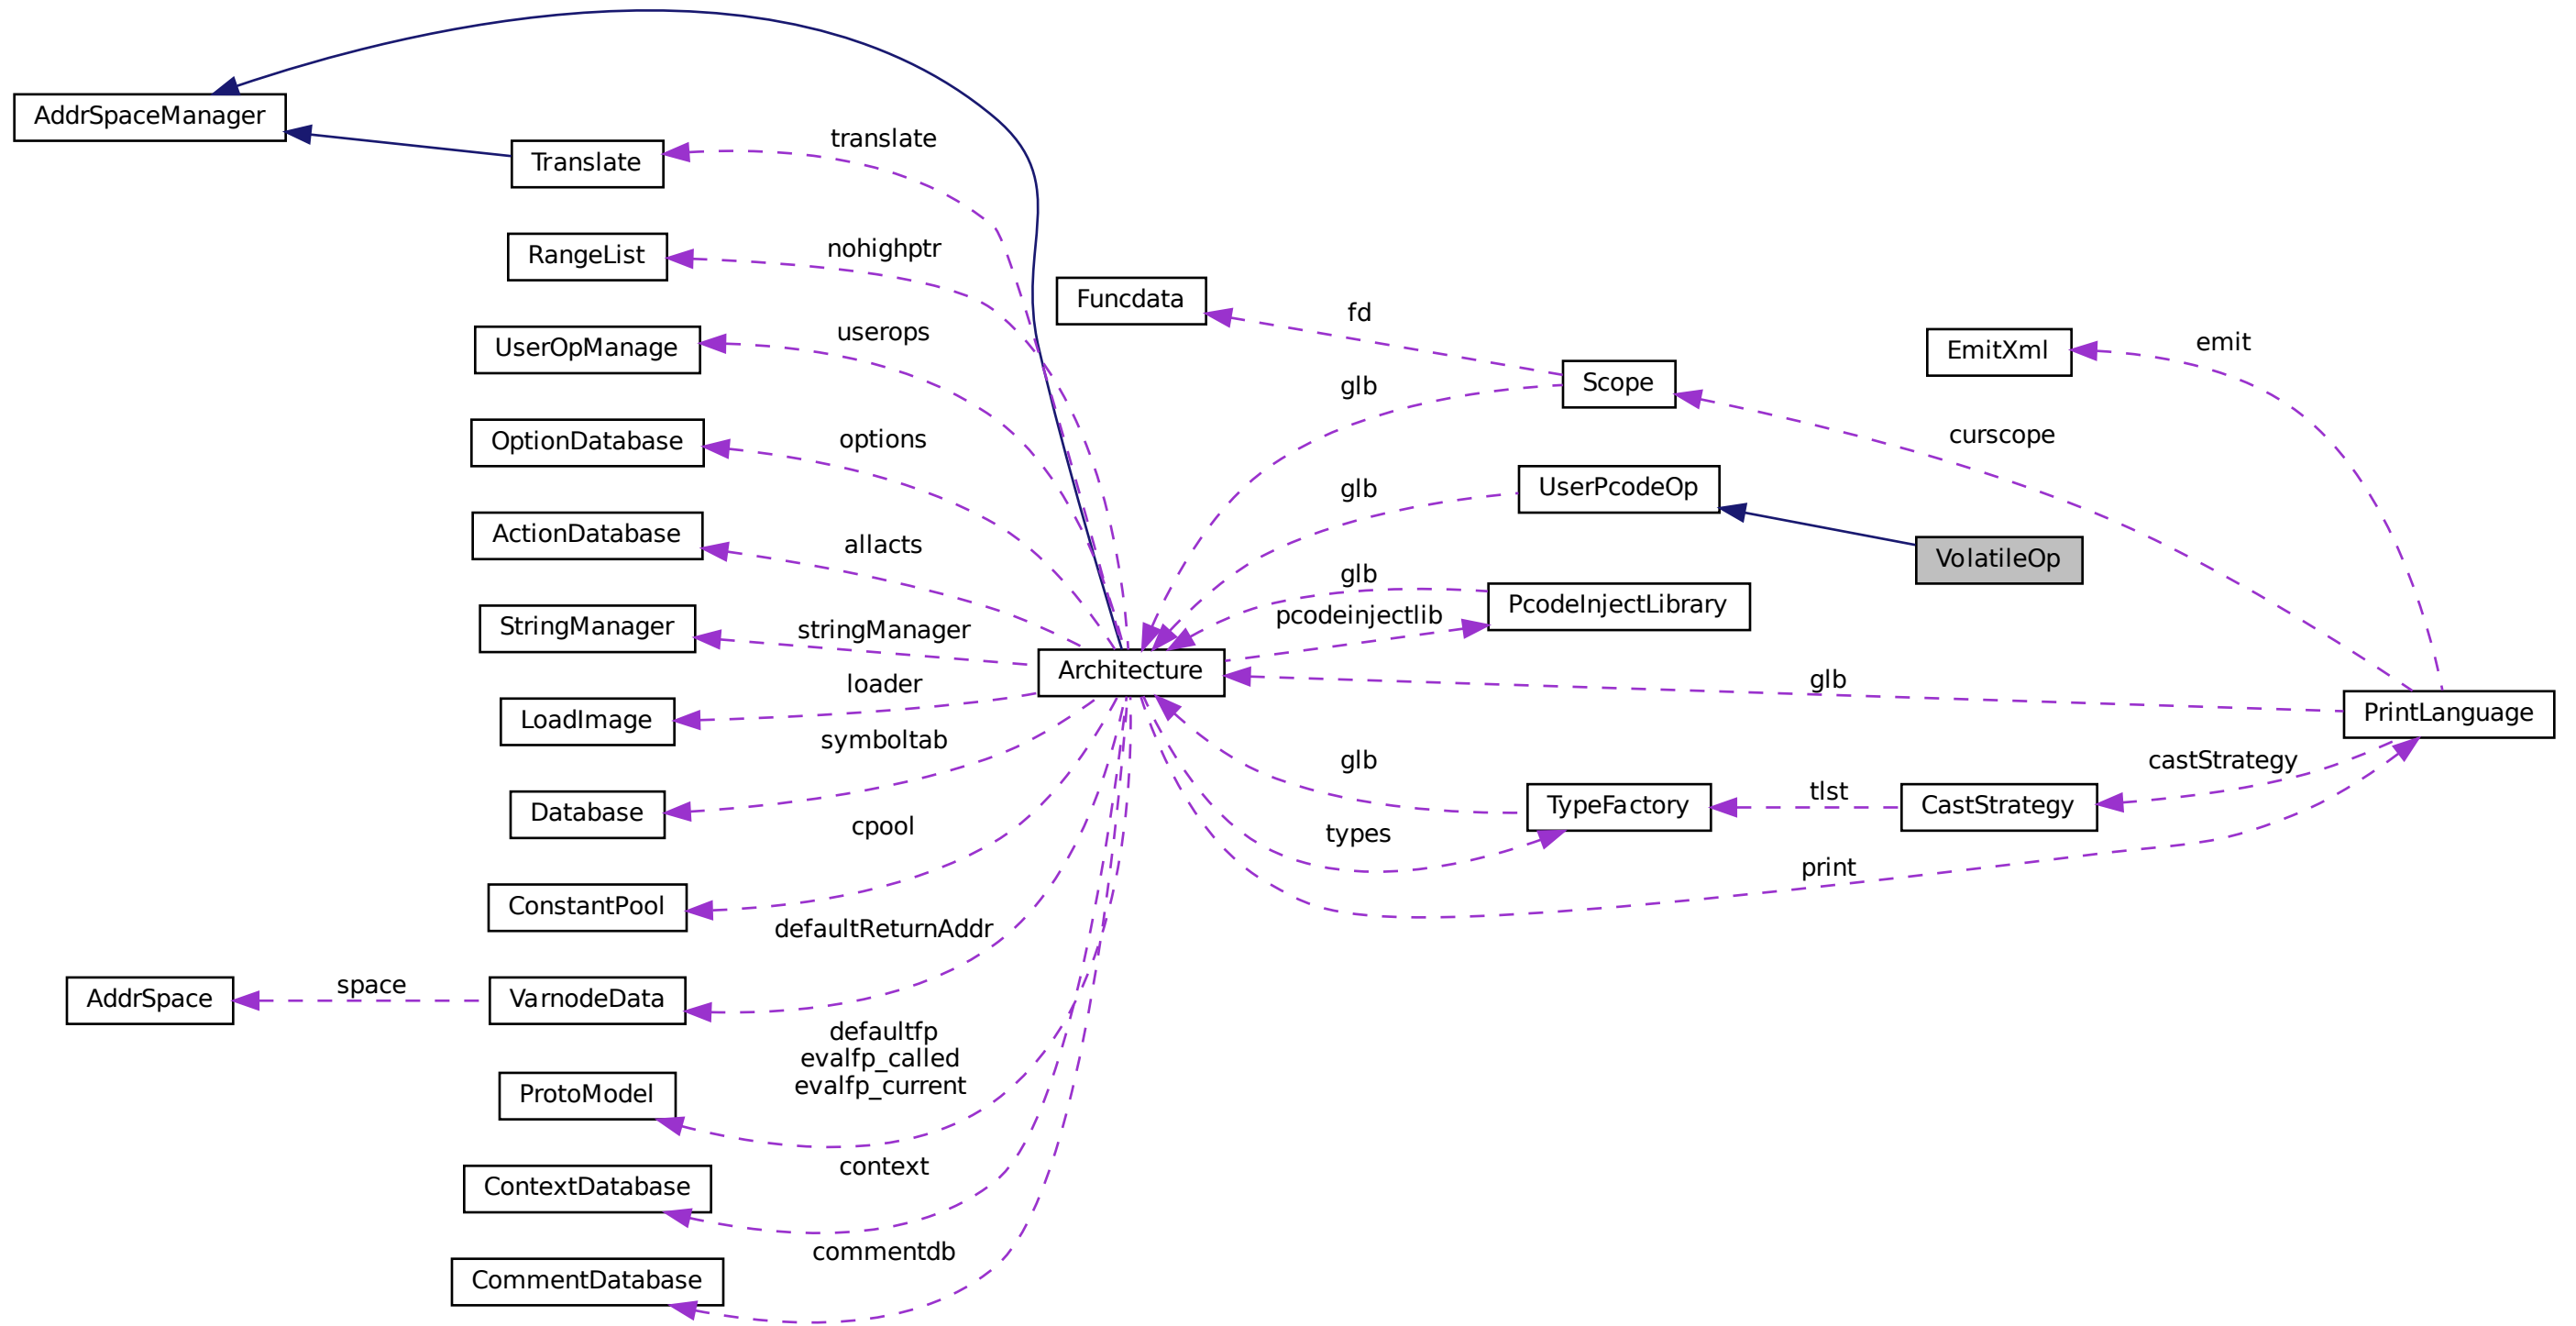 AddrSpaceManager
translate
Translate
nohighptr
RangeList
Funcdata
fd
userops
UserOpManage
EmitXml
emit
glb
Scope
curscope
options
OptionDatabase
glb
UserPcodeOp
allacts
ActionDatabase
VolatileOp
glb
PcodeInjectLibrary
pcodeinjectlib
stringManager
StringManager
Architecture
loader
glb
LoadImage
PrintLanguage
symboltab
glb
castStrategy
tlst
TypeFactory
CastStrategy
Database
cpool
types
print
ConstantPool
defaultReturnAddr
space
AddrSpace
VarnodeData
defaultfp
evalfp_called
evalfp_current
ProtoModel
context
ContextDatabase
commentdb
CommentDatabase